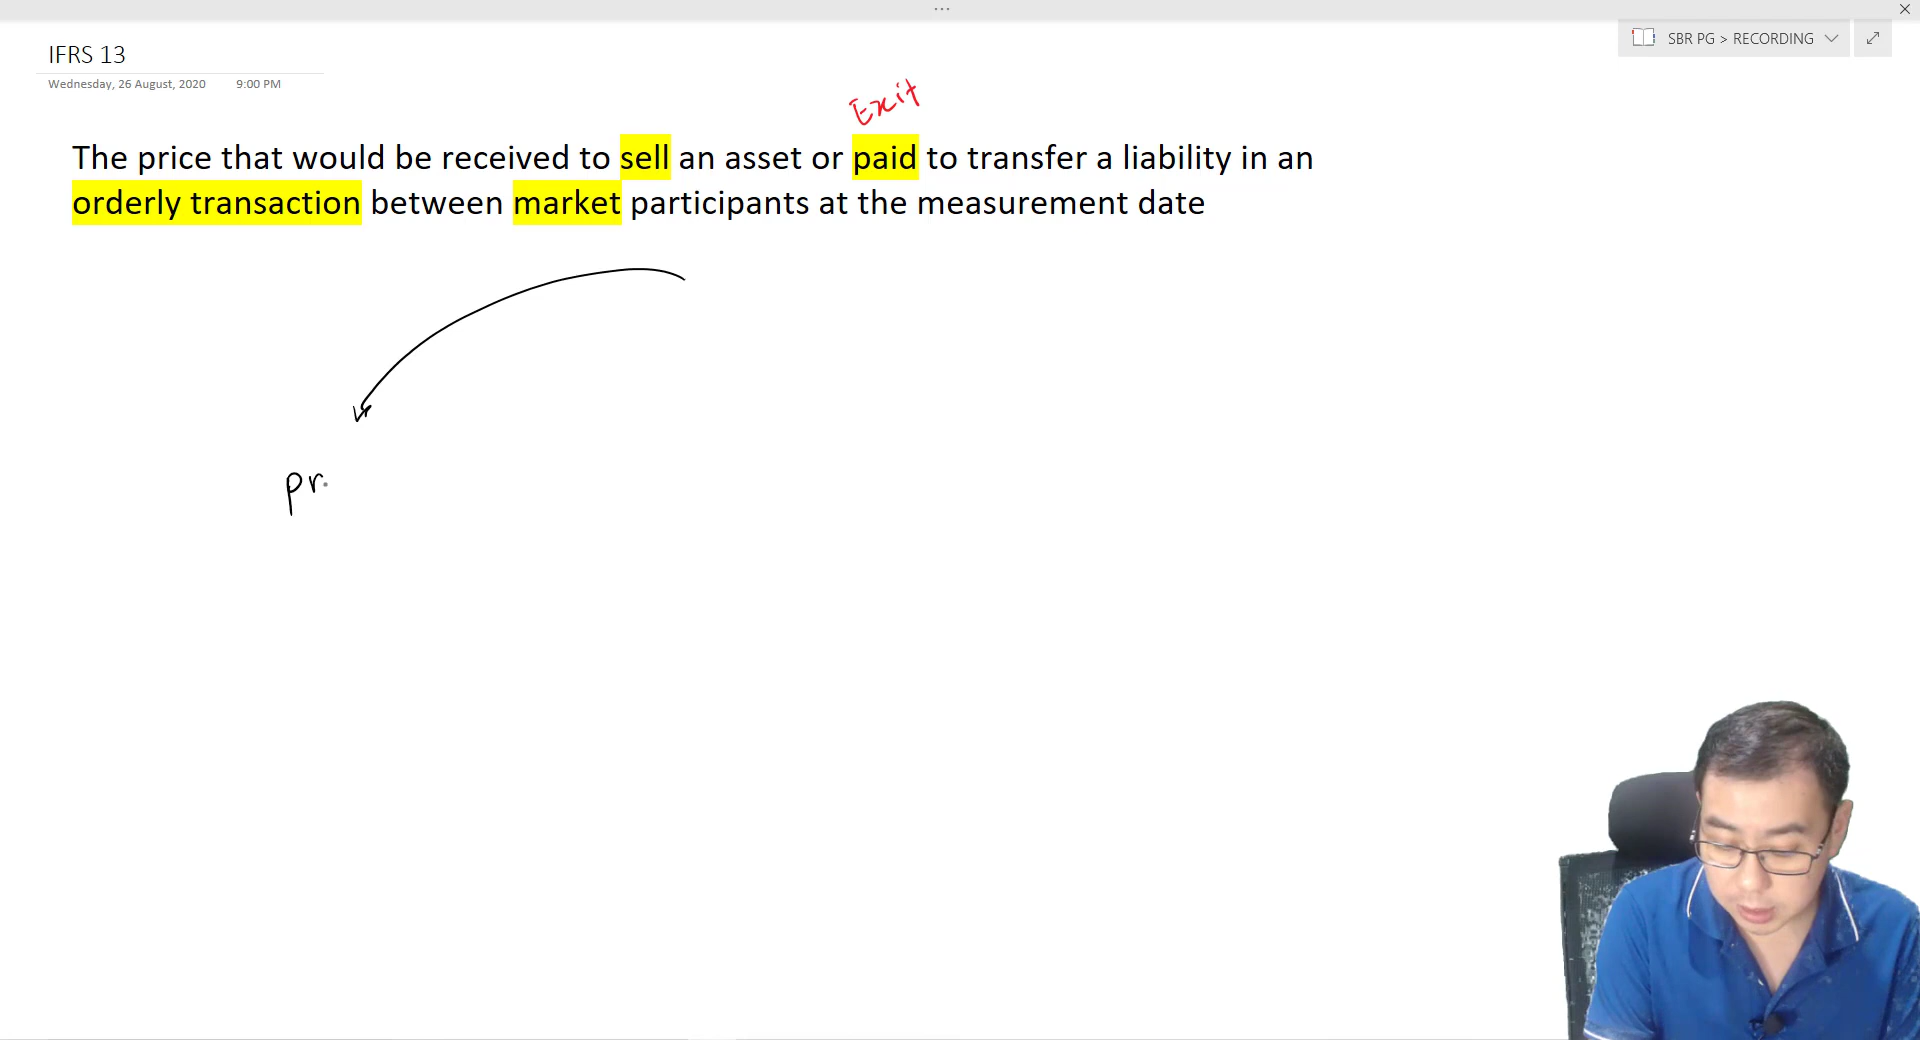 IFRS 13
SBR PG > RECORDING
Wednesday, 26 August, 2020 9:00 PM
Exit
The price that would be received to sell an asset or paid to transfer a liability in an
orderly transaction between market participants at the measurement date
pr